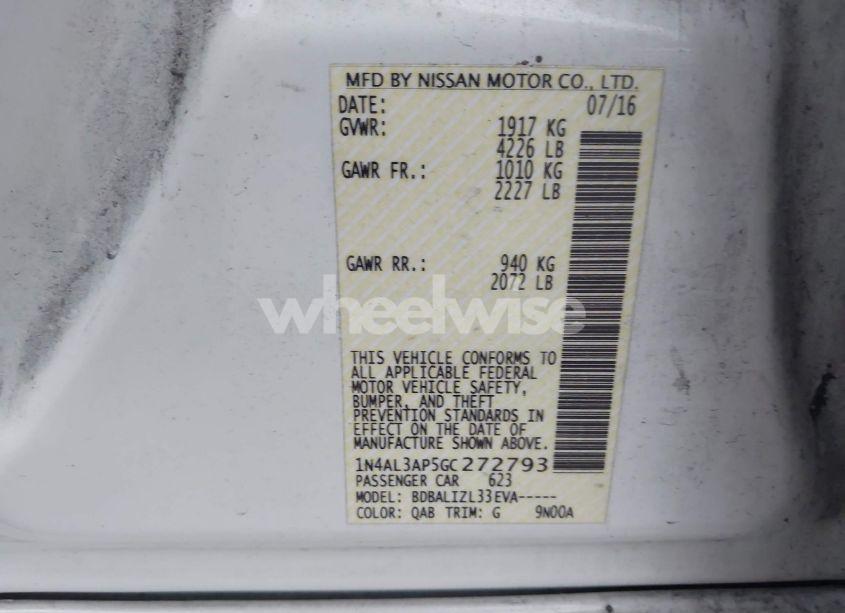 MFD BY NISSAN MOTOR CO., LTD.
DATE: 07/16
GVWR: 1917 KG
4226 LB
GAWR FR.: 1010 KG
2227 LB
GAWR RR.: 940 KG
2072 LB
wheelwise
THIS VEHICLE CONFORMS TO
ALL APPLICABLE FEDERAL
MOTOR VEHICLE SAFETY,
BUMPER, AND THEFT
PREVENTION STANDARDS IN
EFFECT ON THE DATE OF
MANUFACTURE SHOWN ABOVE.
1N4AL3AP5GC272793
PASSENGER CAR 623
MODEL: BDBALIZL33EVA-----
COLOR: QAB TRIM: G 9N00A